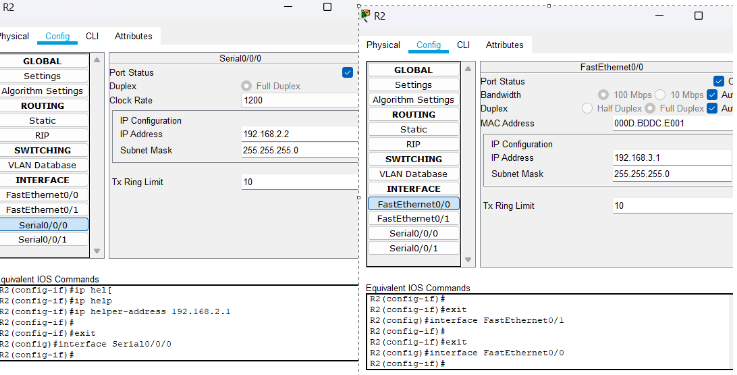 R2
Physical Config CLI Attributes
GLOBAL
Settings
Algorithm Settings
ROUTING
Static
RIP
SWITCHING
VLAN Database
INTERFACE
FastEthernet0/0
FastEthernet0/1
Serial0/0/0
Serial0/0/1
Serial0/0/0
Port Status
Duplex Full Duplex
Clock Rate 1200
IP Configuration
IP Address 192.168.2.2
Subnet Mask 255.255.255.0
Tx Ring Limit 10
quivalent IOS Commands
R2(config-if)#ip hel[
R2(config-if)#ip help
R2(config-if)#ip helper-address 192.168.2.1
R2(config-if)#
R2(config-if)#exit
R2(config)#interface Serial0/0/0
R2(config-if)#
R2
Physical Config CLI Attributes
GLOBAL
Settings
Algorithm Settings
ROUTING
Static
RIP
SWITCHING
VLAN Database
INTERFACE
FastEthernet0/0
FastEthernet0/1
Serial0/0/0
Serial0/0/1
FastEthernet0/0
Port Status O
Bandwidth 100 Mbps 10 Mbps Au
Duplex Half Duplex Full Duplex Au
MAC Address 000D.BDDC.E001
IP Configuration
IP Address 192.168.3.1
Subnet Mask 255.255.255.0
Tx Ring Limit 10
Equivalent IOS Commands
R2(config-if)#
R2(config-if)#exit
R2(config)#interface FastEthernet0/1
R2(config-if)#
R2(config-if)#exit
R2(config)#interface FastEthernet0/0
R2(config-if)#